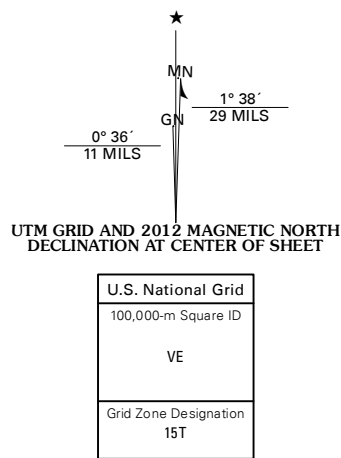 ★
MN
1° 38´
29 MILS
GN
0° 36´
11 MILS
UTM GRID AND 2012 MAGNETIC NORTH
DECLINATION AT CENTER OF SHEET
U.S. National Grid
100,000-m Square ID
VE
Grid Zone Designation
15T